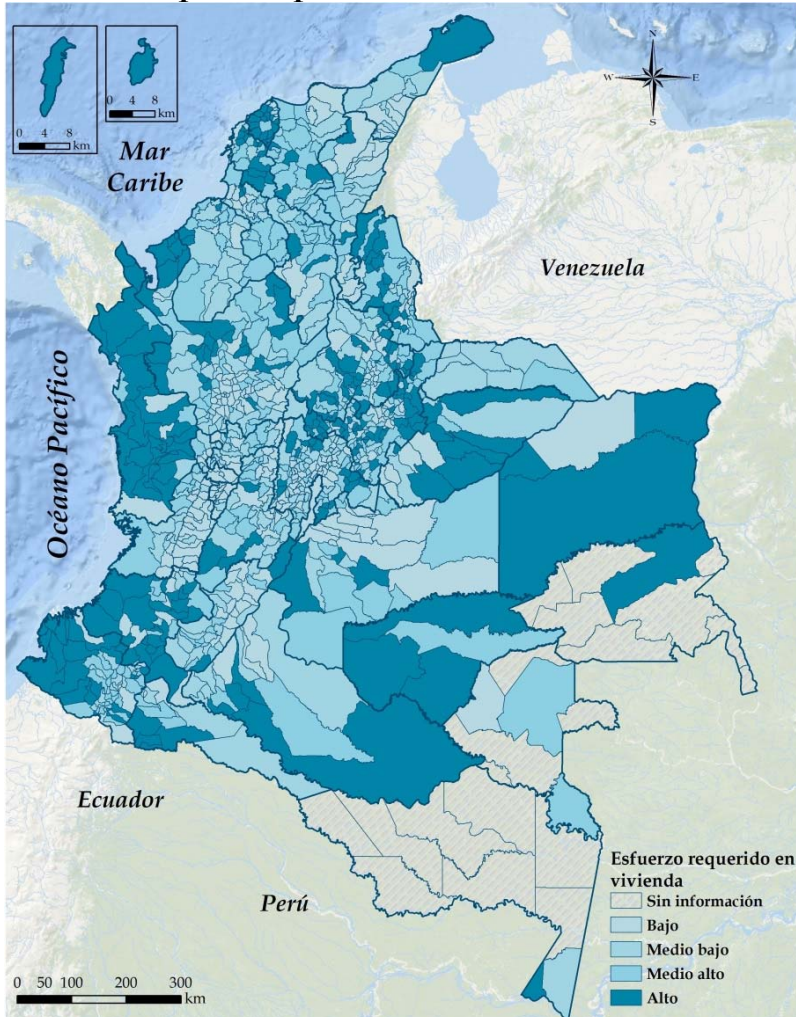 0 4 8
km
0 4 8
km
N
W E
S
Mar
Caribe
Venezuela
Océano Pacífico
Ecuador
Perú
Esfuerzo requerido en
vivienda
Sin información
Bajo
Medio bajo
Medio alto
Alto
0 50 100 200 300
km